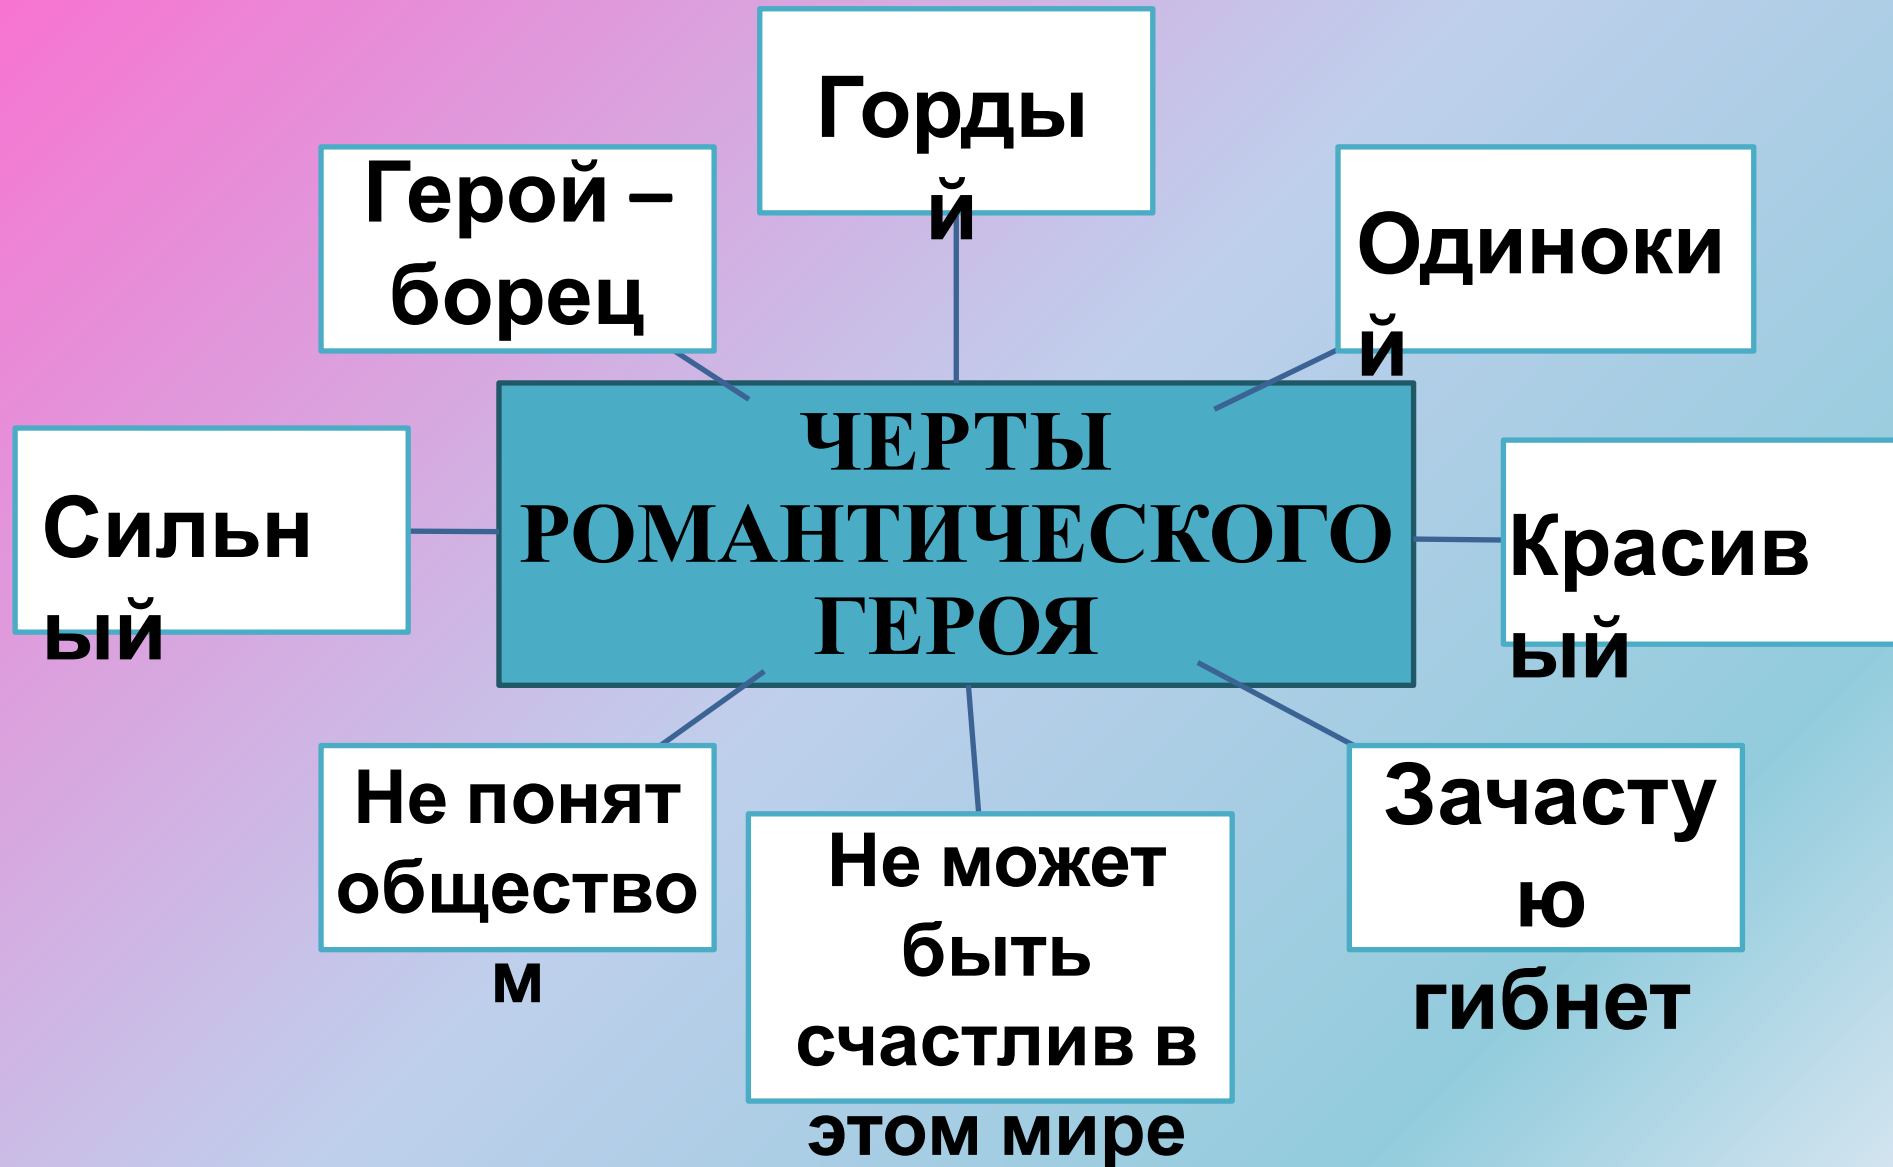 Горды
й
Герой –
борец
Одиноки
й
ЧЕРТЫ
РОМАНТИЧЕСКОГО
ГЕРОЯ
Сильн
ый
Красив
ый
Не понят
общество
м
Не может
быть
счастлив в
этом мире
Зачасту
ю
гибнет